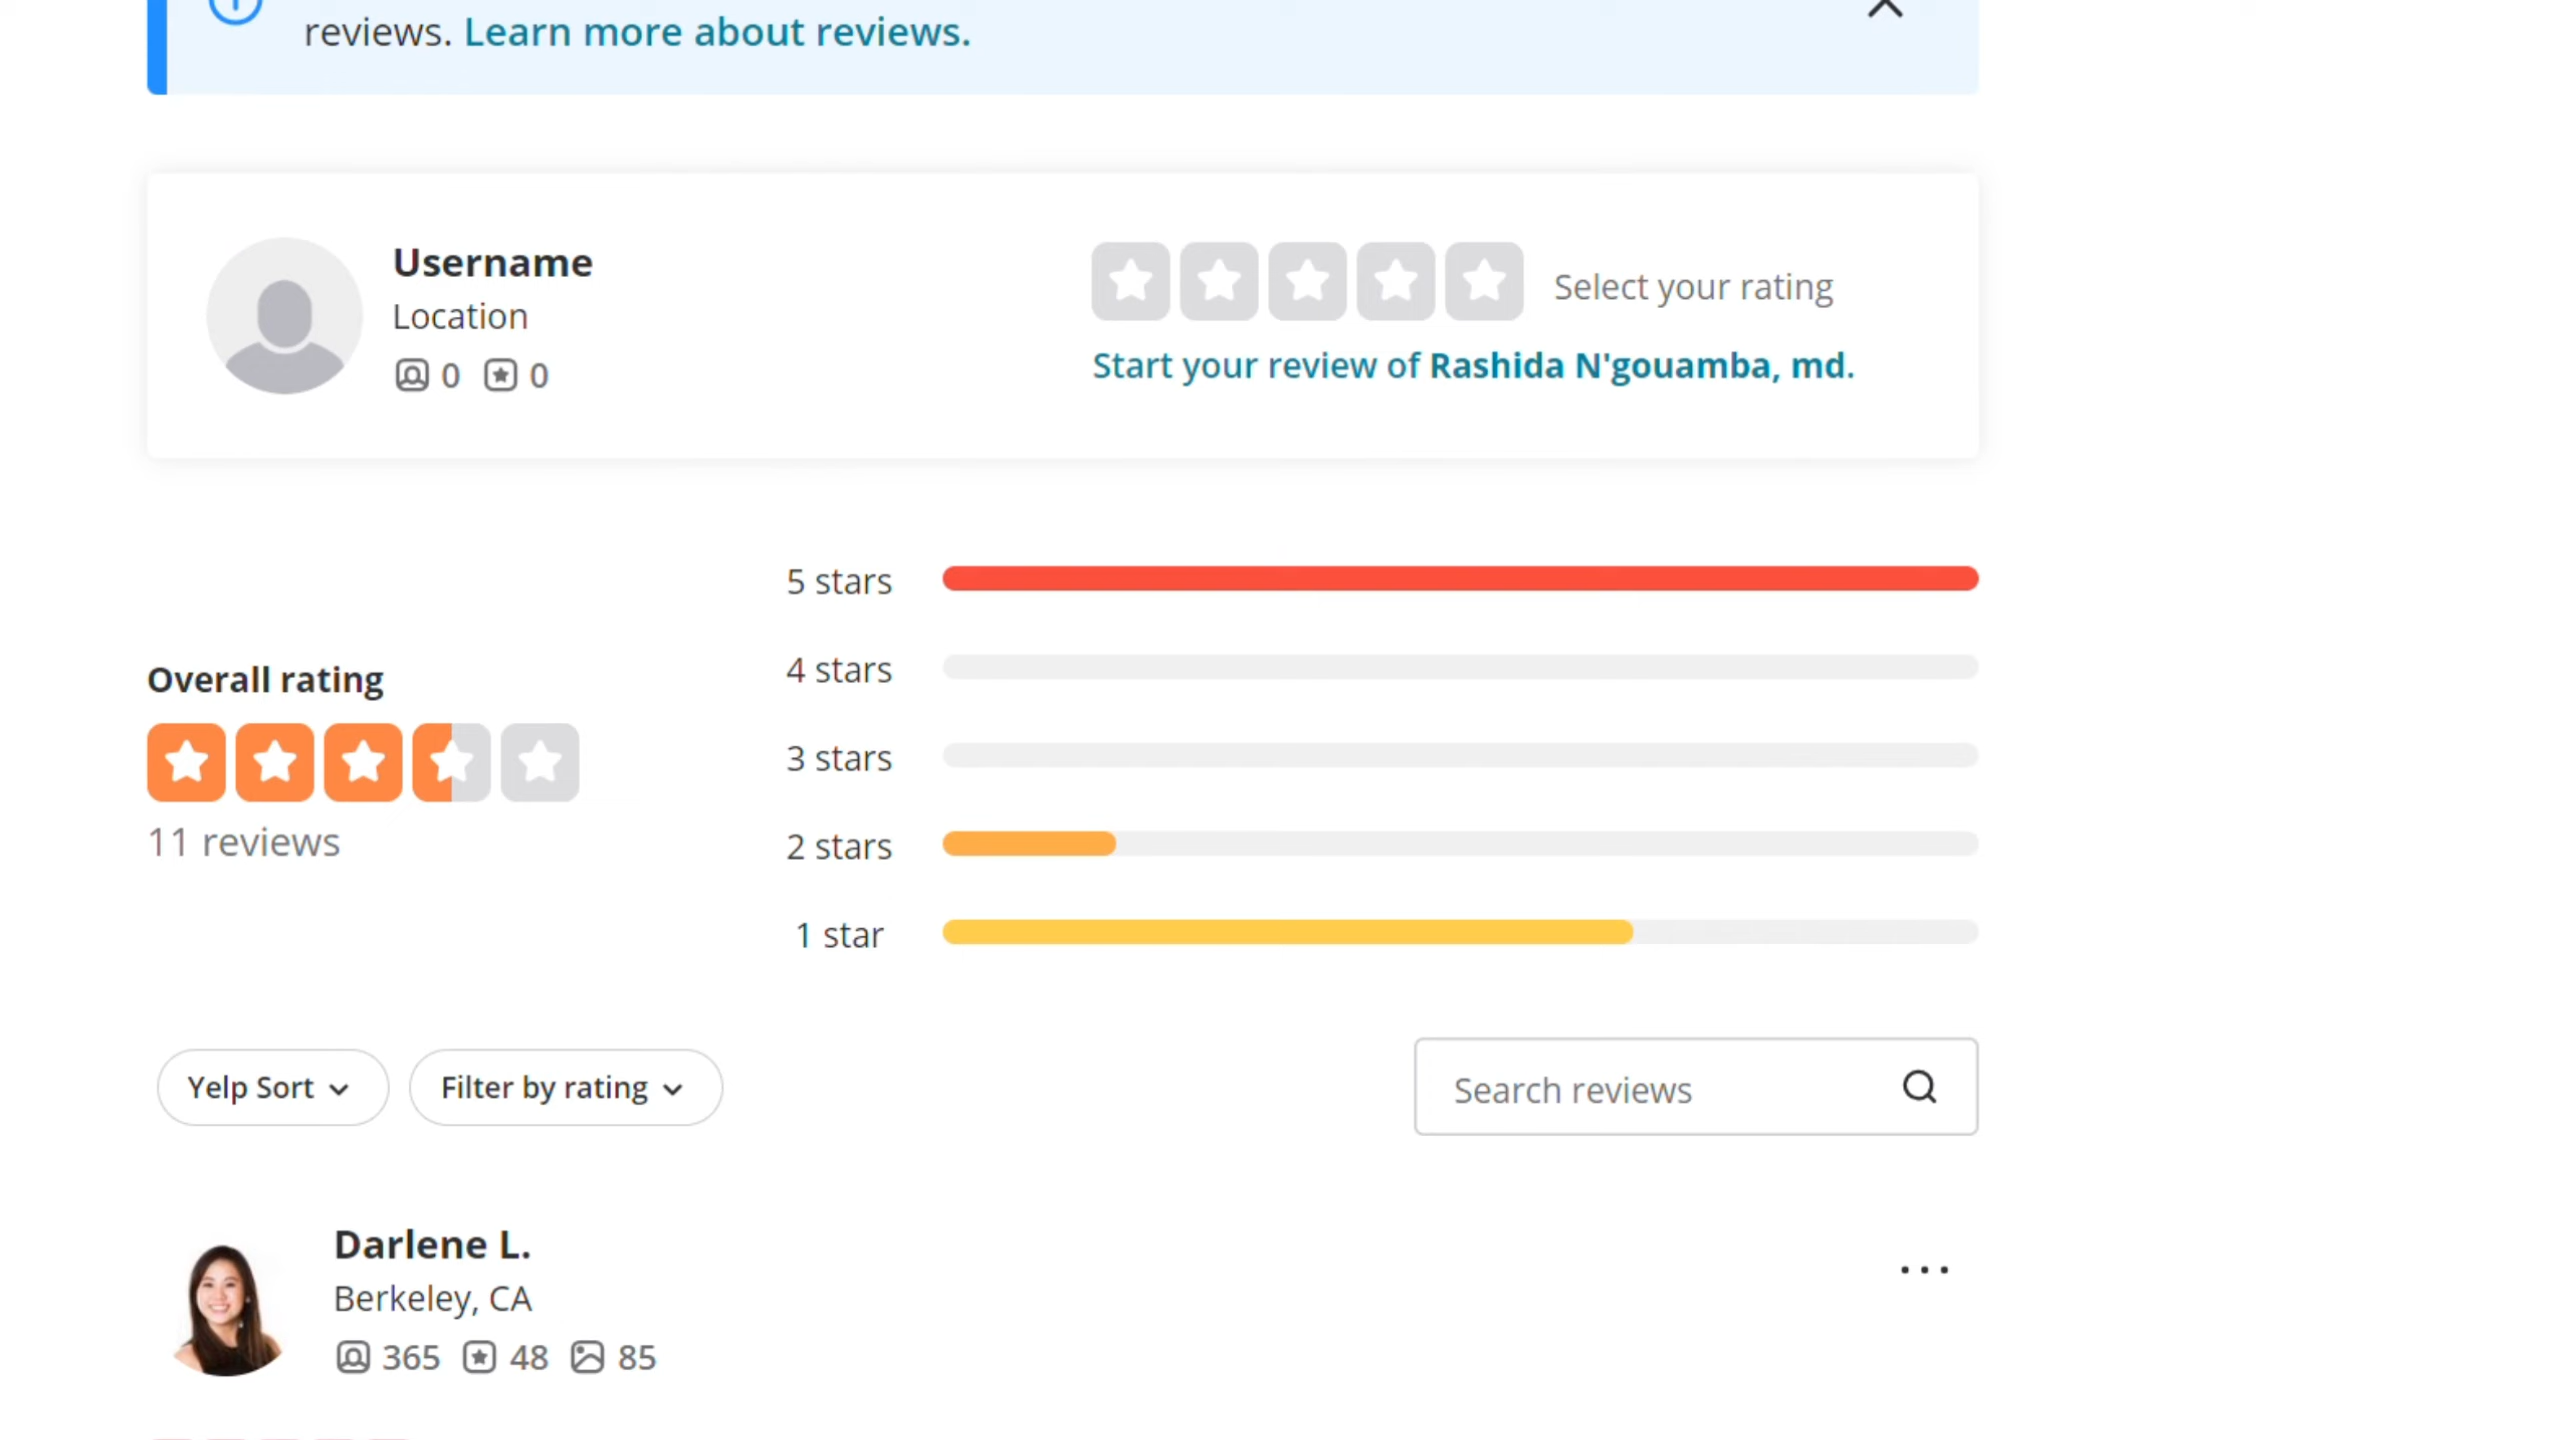 reviews. Learn more about reviews.
Username
Location
0 0
Select your rating
Start your review of Rashida N'gouamba, md.
5 stars
4 stars
3 stars
2 stars
1 star
Overall rating
11 reviews
Yelp Sort
Filter by rating
Search reviews
Darlene L.
Berkeley, CA
365 48 85